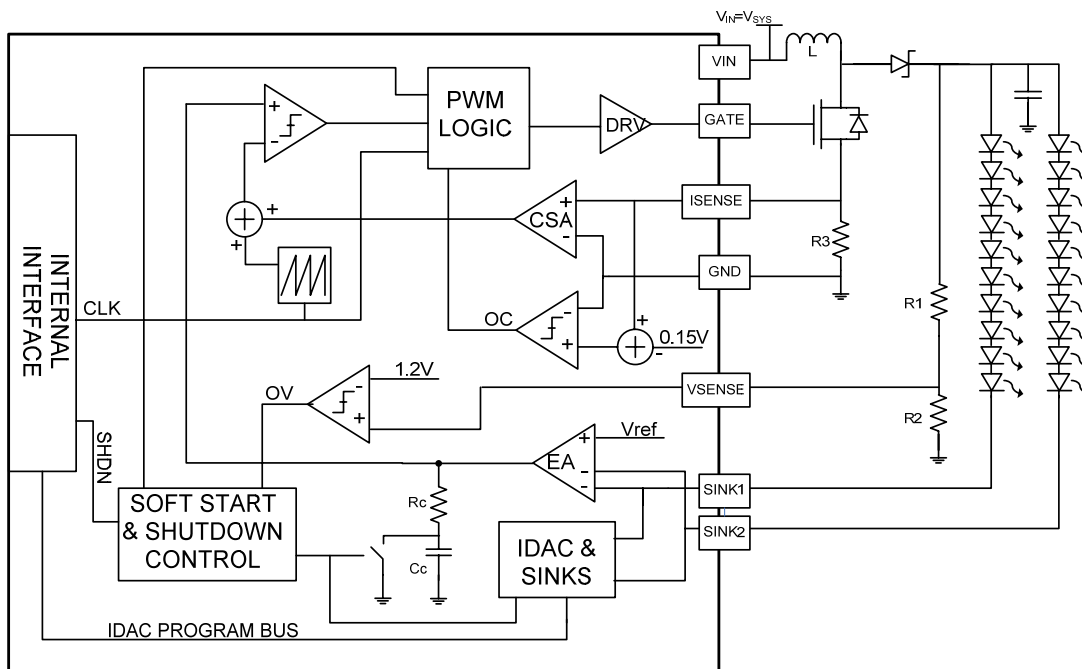 VIN=VSYS
L
VIN
PWM
LOGIC
DRV
GATE
+
-
ISENSE
+
CSA
-
+
+
+
R3
GND
INTERNAL
INTERFACE
CLK
OC
-
+
+
-
0.15V
R1
1.2V
OV
-
+
VSENSE
R2
Vref
SHDN
+
EA
-
-
SINK1
SOFT START
& SHUTDOWN
CONTROL
Rc
SINK2
IDAC &
SINKS
Cc
IDAC PROGRAM BUS